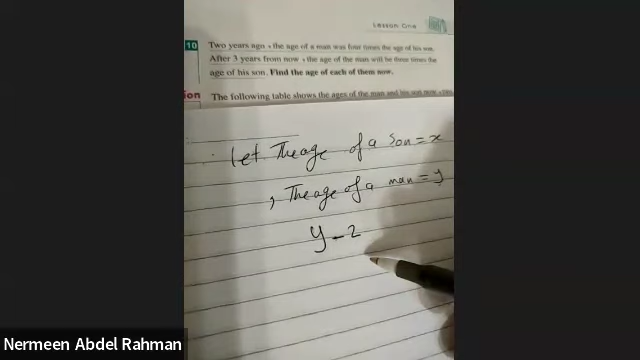 Lesson One
10 Two years ago, the age of a man was four times the age of his son.
After 3 years from now, the age of the man will be three times the
age of his son. Find the age of each of them now.
The following table shows the ages of the man and his son now,
let The age of a son = x
, The age of a man = y
y - 2
Nermeen Abdel Rahman